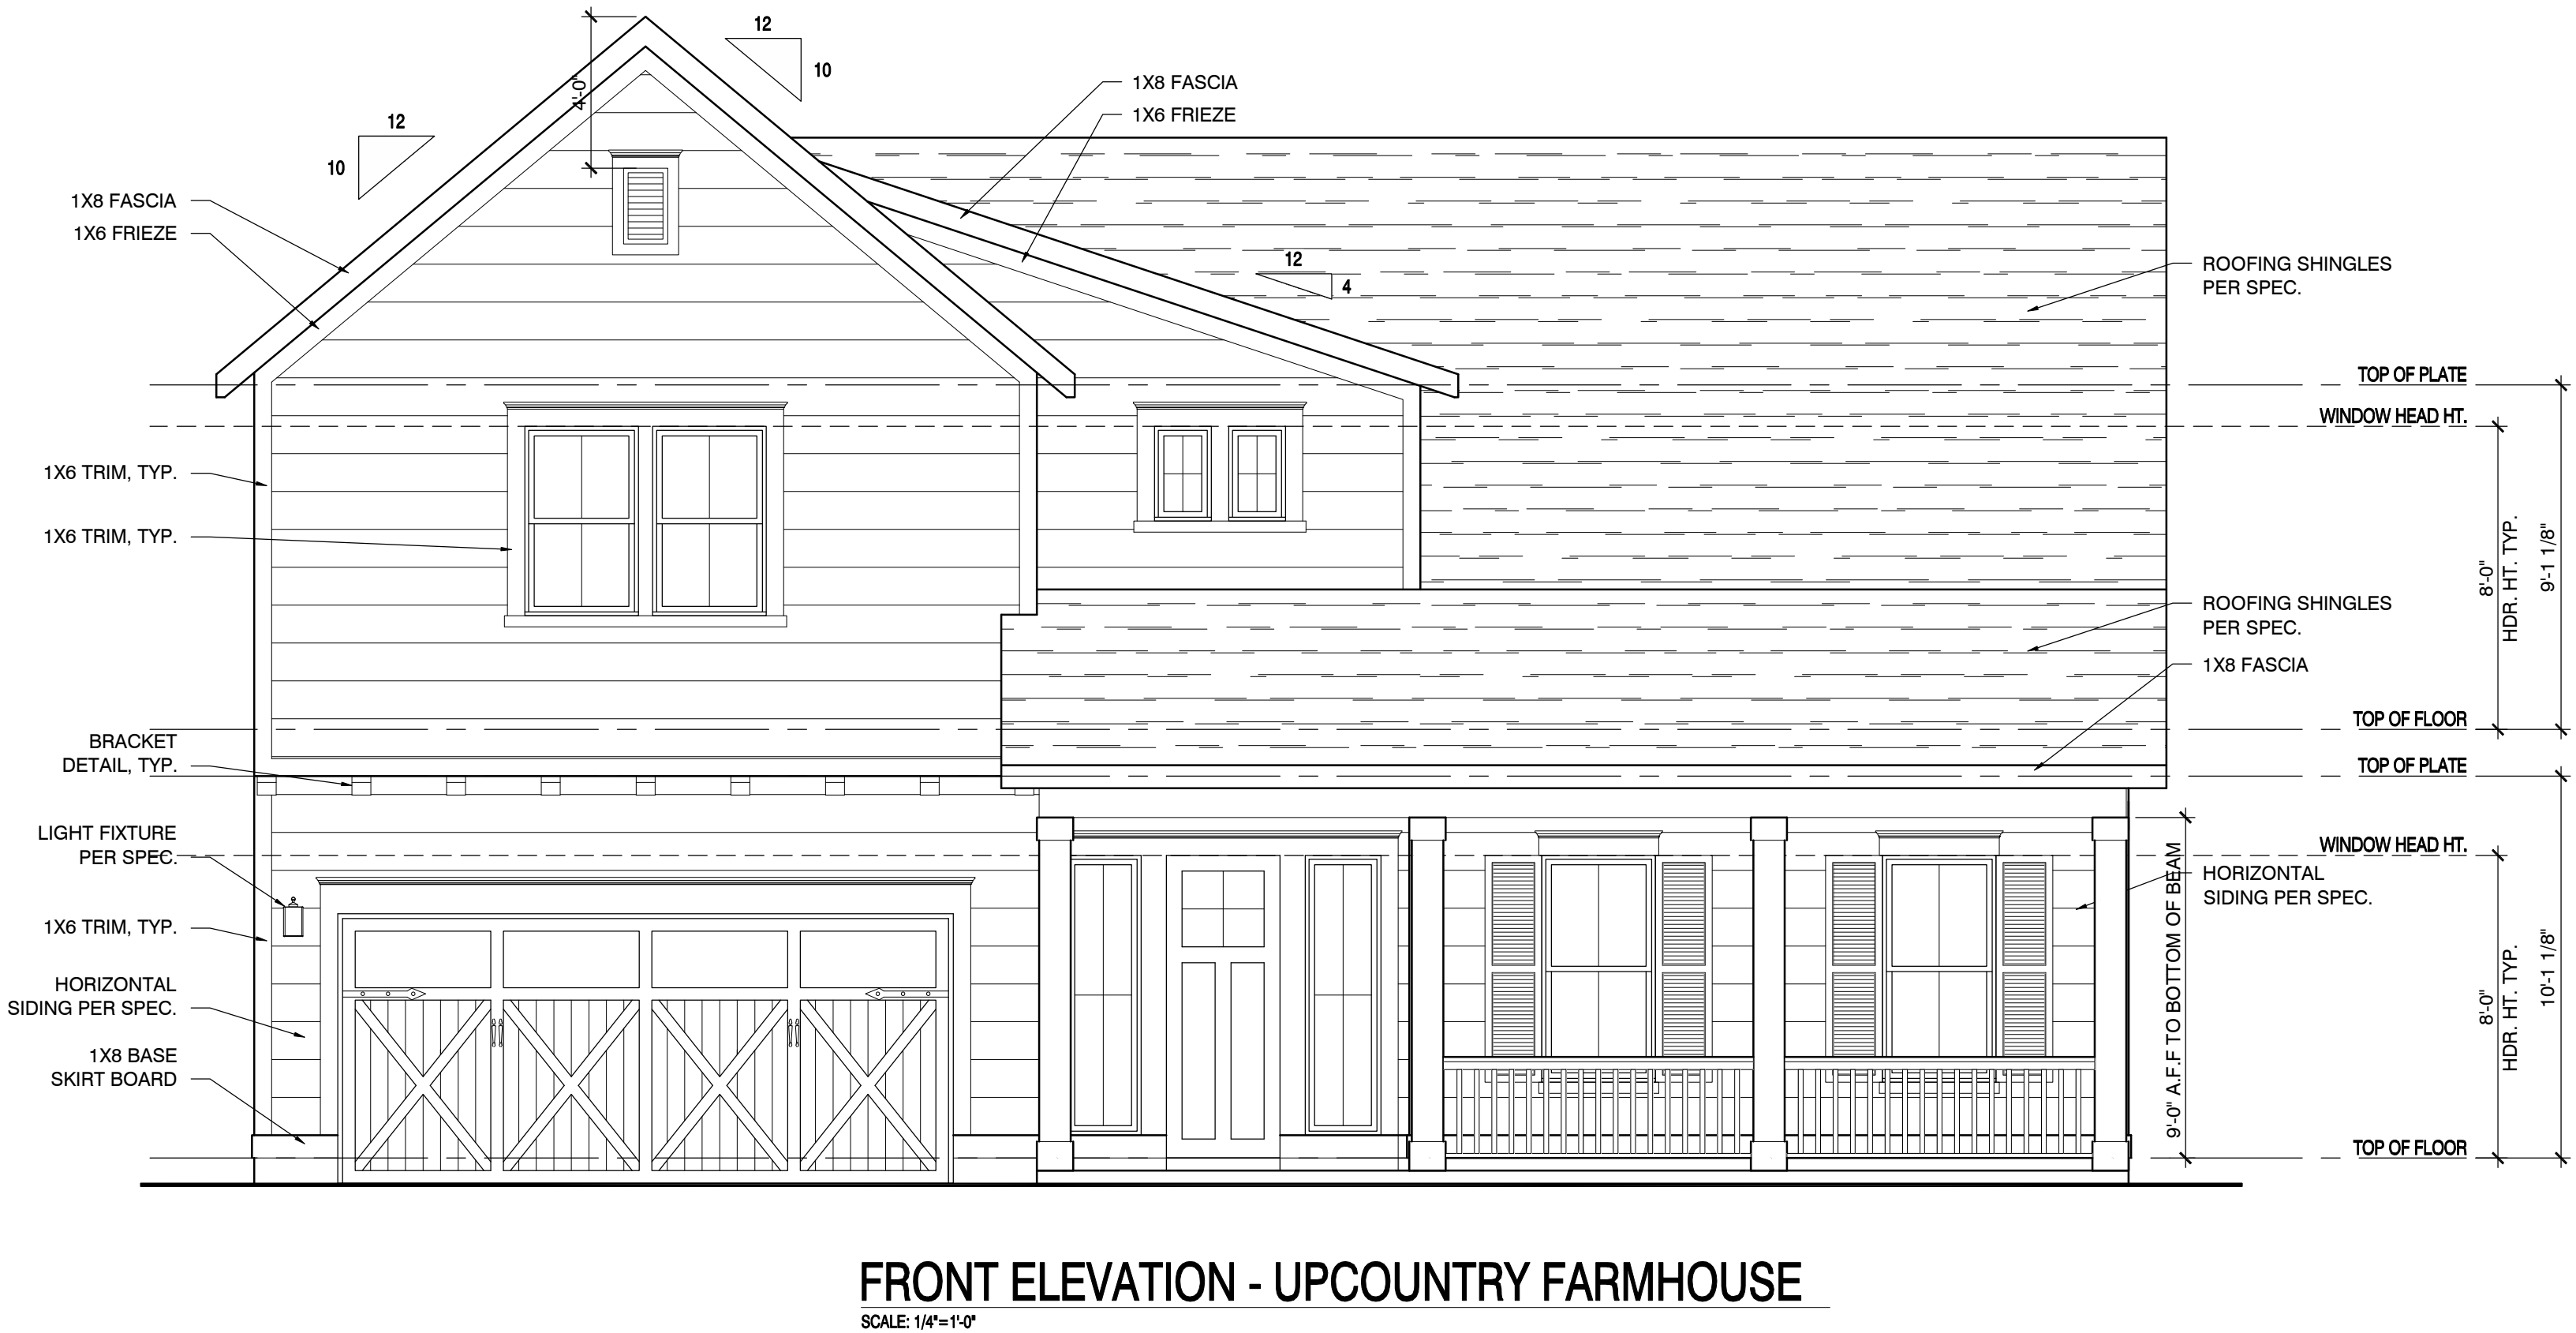 12
10
4'-0"
12
10
1X8 FASCIA
1X6 FRIEZE
1X8 FASCIA
1X6 FRIEZE
12
4
ROOFING SHINGLES
PER SPEC.
TOP OF PLATE
WINDOW HEAD HT.
1X6 TRIM, TYP.
1X6 TRIM, TYP.
8'-0"
HDR. HT. TYP.
9'-1 1/8"
ROOFING SHINGLES
PER SPEC.
1X8 FASCIA
TOP OF FLOOR
BRACKET
DETAIL, TYP.
TOP OF PLATE
LIGHT FIXTURE
PER SPEC.
WINDOW HEAD HT.
HORIZONTAL
SIDING PER SPEC.
1X6 TRIM, TYP.
HORIZONTAL
SIDING PER SPEC.
1X8 BASE
SKIRT BOARD
9'-0" A.F.F TO BOTTOM OF BEAM
8'-0"
HDR. HT. TYP.
10'-1 1/8"
TOP OF FLOOR
FRONT ELEVATION - UPCOUNTRY FARMHOUSE
SCALE: 1/4"=1'-0"